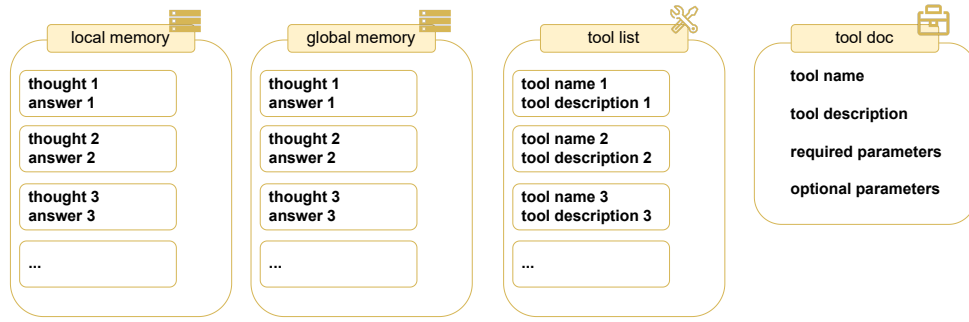 local memory
thought 1
answer 1
thought 2
answer 2
thought 3
answer 3
...
global memory
thought 1
answer 1
thought 2
answer 2
thought 3
answer 3
...
tool list
tool name 1
tool description 1
tool name 2
tool description 2
tool name 3
tool description 3
...
tool doc
tool name
tool description
required parameters
optional parameters